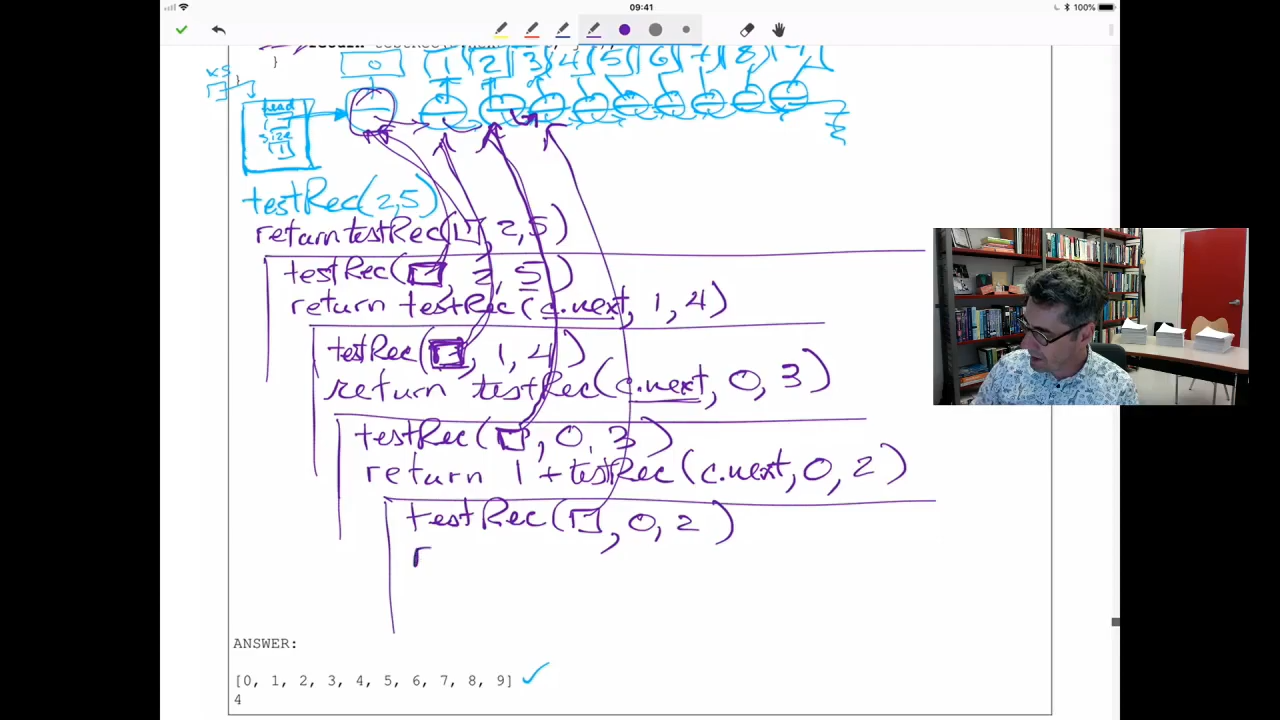 09:41
100%
}
0 1 2 3 4 5 6 7 8
xs
}
head
size
testRec(2,5)
return testRec( , 2,5)
testRec( , 2, 5)
return testRec(c.next, 1, 4)
testRec( , 1, 4)
return testRec(c.next, 0, 3)
testRec( , 0, 3)
return 1 + testRec(c.next, 0, 2)
testRec( , 0, 2)
r
ANSWER:
[0, 1, 2, 3, 4, 5, 6, 7, 8, 9]
4